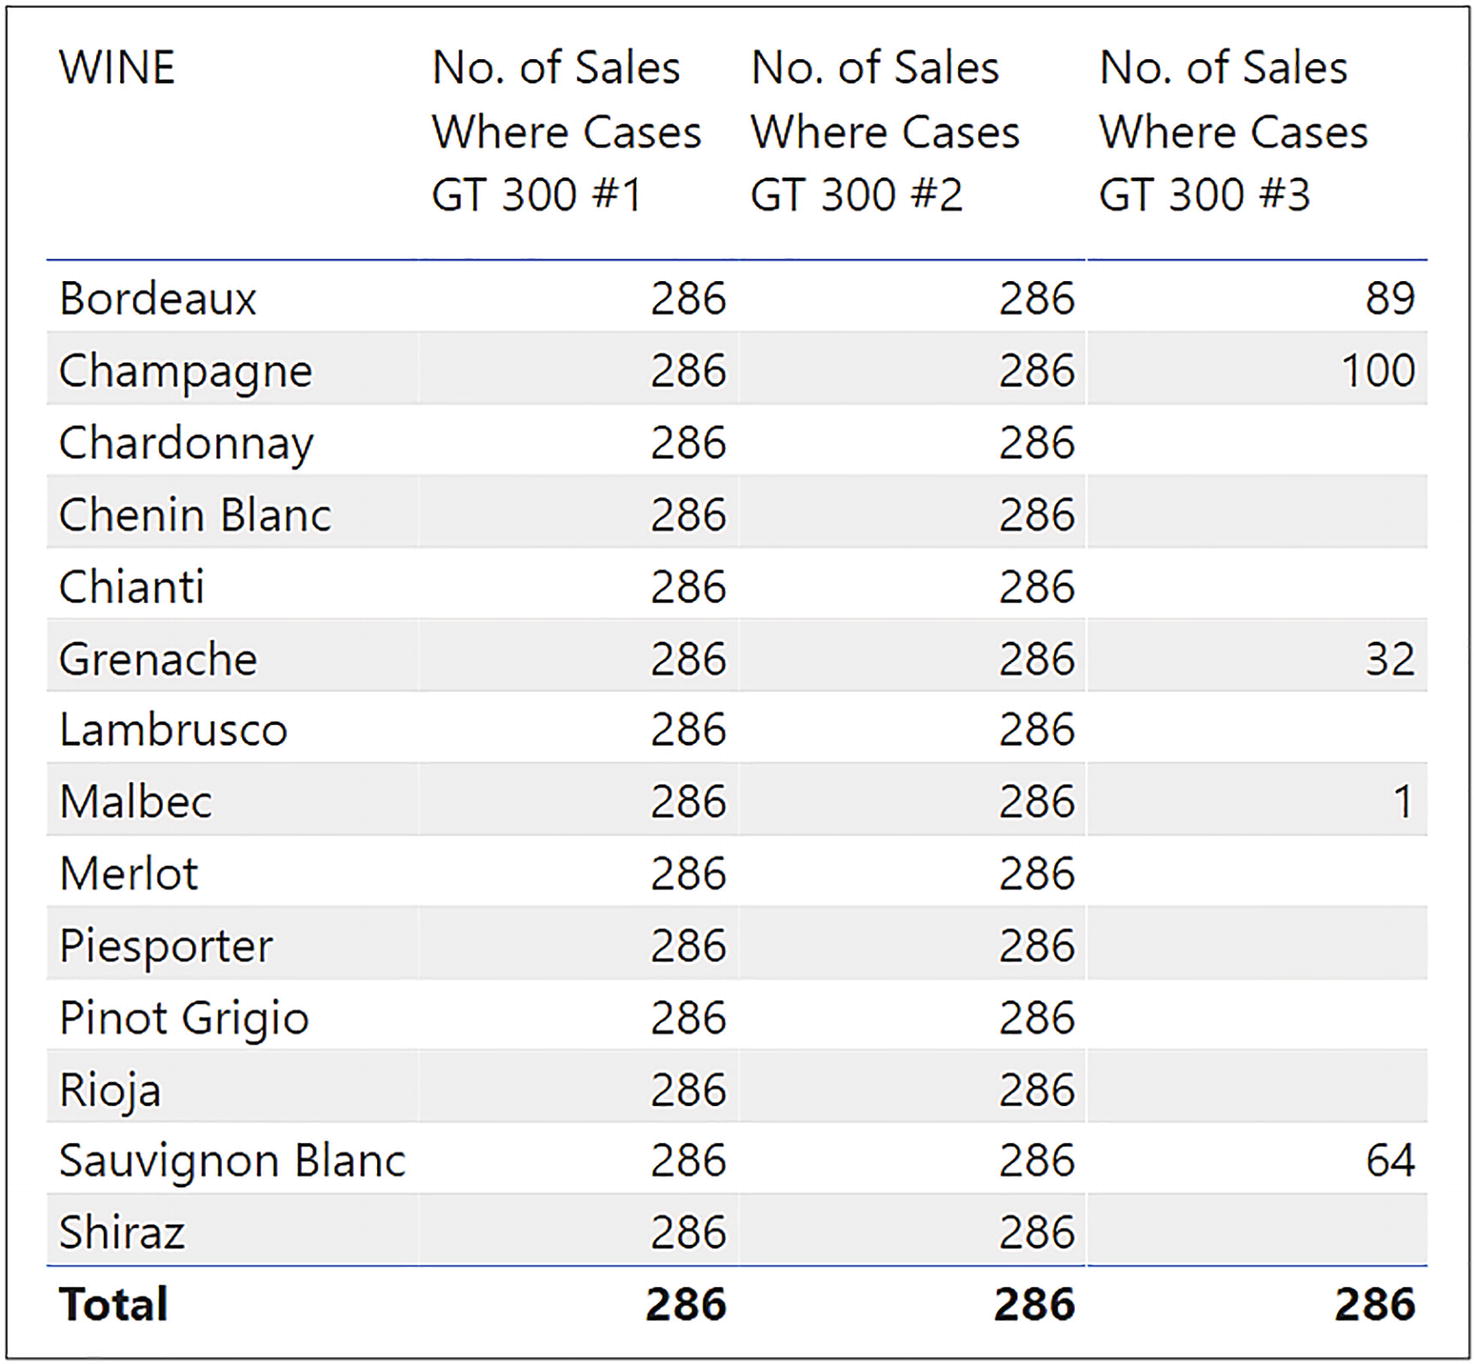 WINE No. of Sales No. of Sales No. of Sales
Where Cases Where Cases Where Cases
GT 300 #1 GT 300 #2 GT 300 #3
Bordeaux 286 286 89
Champagne 286 286 100
Chardonnay 286 286
Chenin Blanc 286 286
Chianti 286 286
Grenache 286 286 32
Lambrusco 286 286
Malbec 286 286 1
Merlot 286 286
Piesporter 286 286
Pinot Grigio 286 286
Rioja 286 286
Sauvignon Blanc 286 286 64
Shiraz 286 286
Total 286 286 286